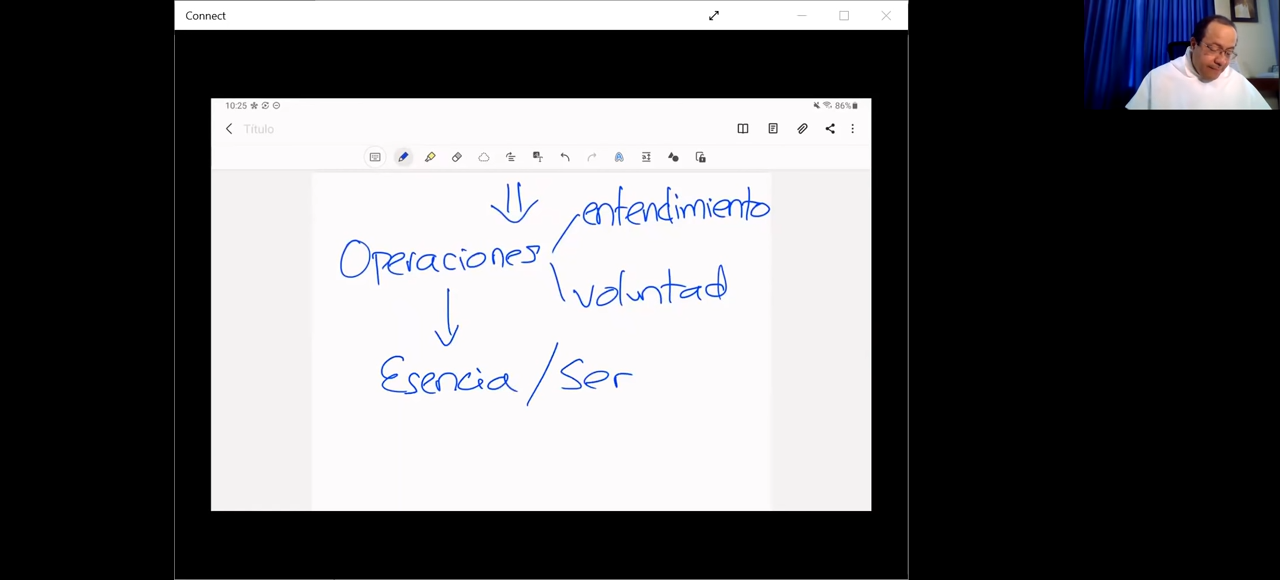 Connect
10:25
86%
Título
entendimiento
Operaciones
voluntad
Esencia / Ser